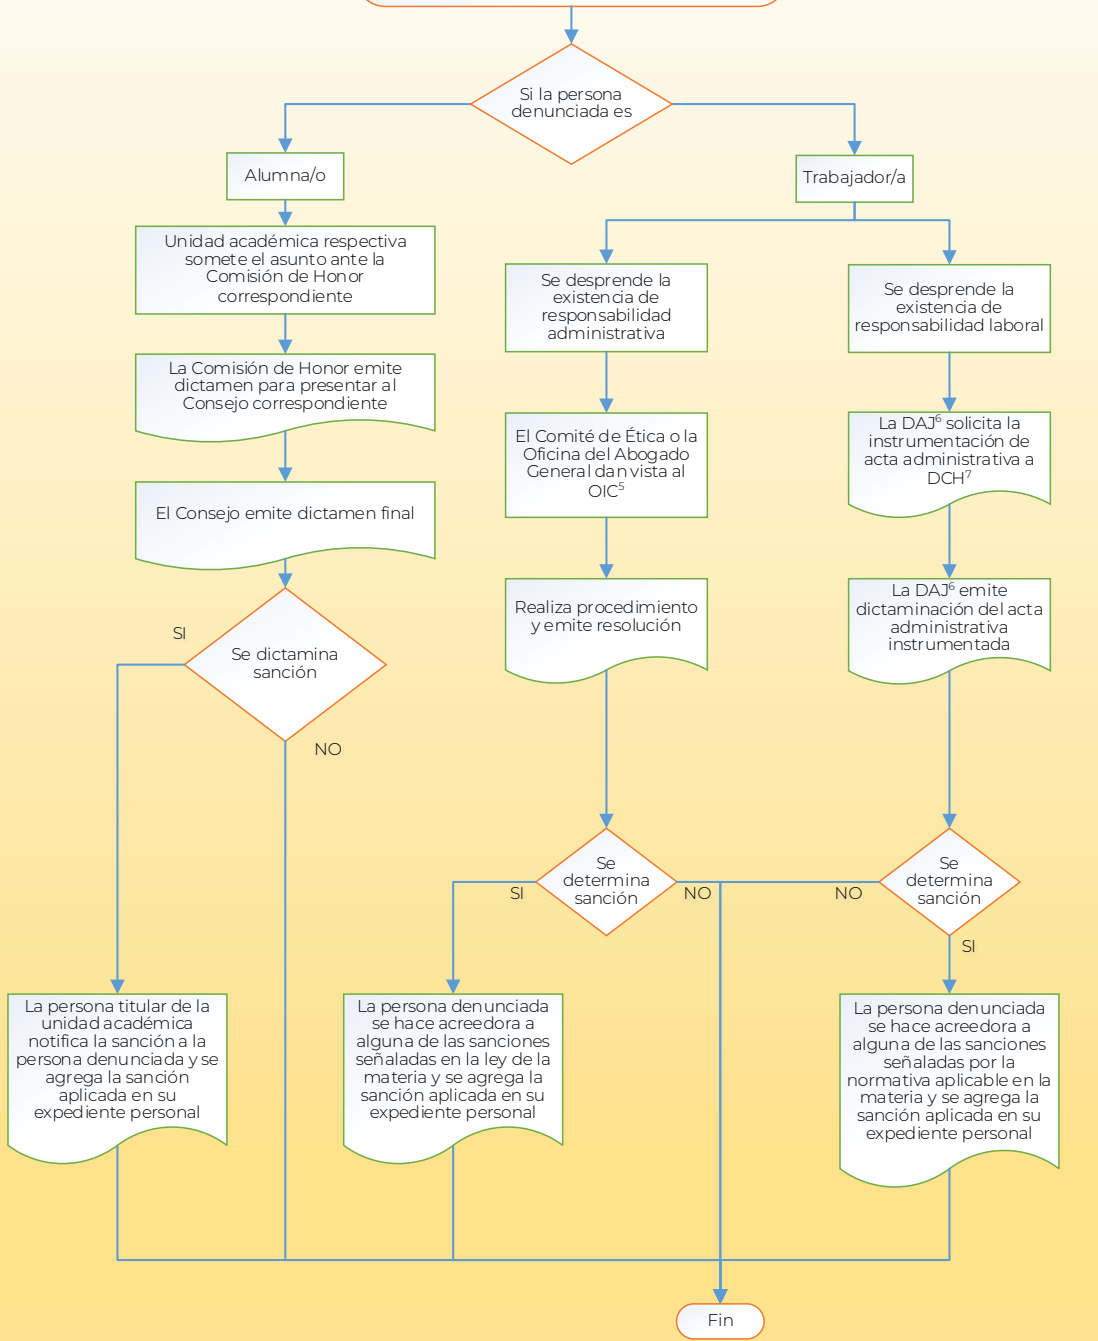 Si la persona
denunciada es
Alumna/o
Trabajador/a
Unidad académica respectiva
somete el asunto ante la
Comisión de Honor
correspondiente
Se desprende la
existencia de
responsabilidad
administrativa
Se desprende la
existencia de
responsabilidad laboral
La Comisión de Honor emite
dictamen para presentar al
Consejo correspondiente
El Comité de Ética o la
Oficina del Abogado
General dan vista al
OIC⁵
La DAJ⁶ solicita la
instrumentación de
acta administrativa a
DCH⁷
El Consejo emite dictamen final
Realiza procedimiento
y emite resolución
La DAJ⁶ emite
dictaminación del acta
administrativa
instrumentada
SI
Se dictamina
sanción
NO
Se
determina
sanción
SI
NO
Se
determina
sanción
NO
SI
La persona titular de la
unidad académica
notifica la sanción a la
persona denunciada y se
agrega la sanción
aplicada en su
expediente personal
La persona denunciada
se hace acreedora a
alguna de las sanciones
señaladas en la ley de la
materia y se agrega la
sanción aplicada en su
expediente personal
La persona denunciada
se hace acreedora a
alguna de las sanciones
señaladas por la
normativa aplicable en la
materia y se agrega la
sanción aplicada en su
expediente personal
Fin